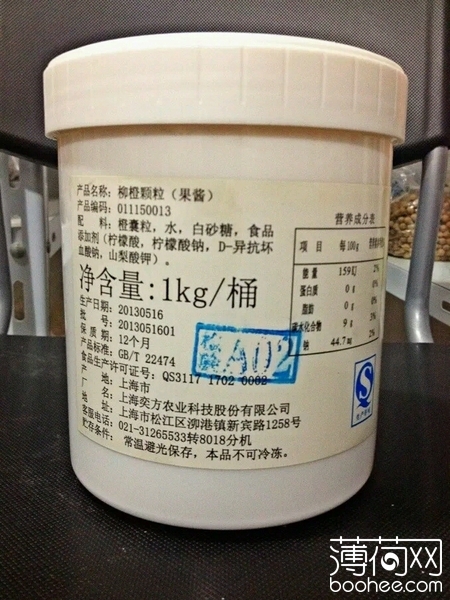 产品名称: 柳橙颗粒(果酱)
产品编码: 011150013
配 料: 橙囊粒, 水, 白砂糖, 食品
添加剂(柠檬酸, 柠檬酸钠, D-异抗坏
血酸钠, 山梨酸钾)。
净含量:1kg/桶
生产日期: 20130516
批 号: 2013051601
保 质 期: 12个月
产品标准: GB/T 22474
食品生产许可证号: QS3117 1702 0002
产 地: 上海市
厂 名: 上海奕方农业科技股份有限公司
地 址: 上海市松江区泖港镇新宾路1258号
客服电话: 021-31265533转8018分机
贮存条件: 常温避光保存, 本品不可冷冻。
营养成分表
项 目 每100g
能量 159KJ 2%
蛋白质 0g 0%
脂肪 0g 0%
碳水化合物 9g 3%
钠 44.7mg 2%
A02
薄荷网
boohee.com